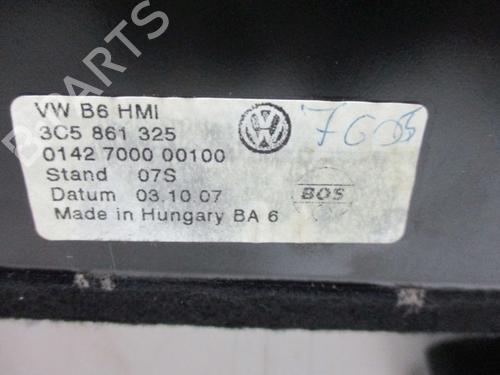 VW B6 HMI
3C5 861 325
0142 7000 00100
Stand 07S
Datum 03.10.07
Made in Hungary BA 6
BOS